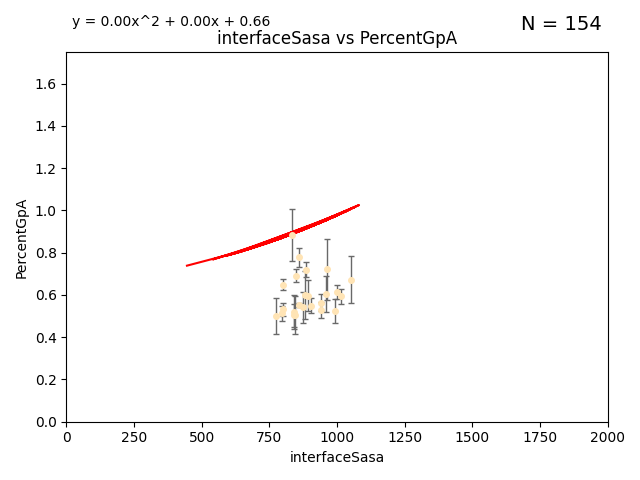 y = 0.00x^2 + 0.00x + 0.66
N = 154
interfaceSasa vs PercentGpA
PercentGpA
1.6
1.4
1.2
1.0
0.8
0.6
0.4
0.2
0.0
0 250 500 750 1000 1250 1500 1750 2000
interfaceSasa